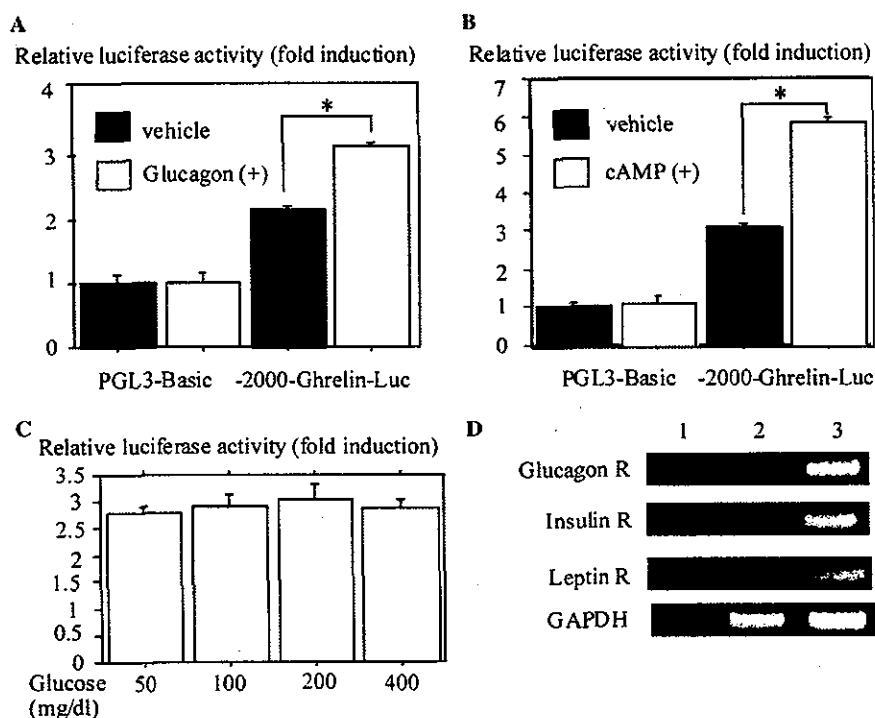 A
Relative luciferase activity (fold induction)
4
3
2
1
0
vehicle
Glucagon (+)
*
PGL3-Basic
-2000-Ghrelin-Luc
B
Relative luciferase activity (fold induction)
7
6
5
4
3
2
1
0
vehicle
cAMP (+)
*
PGL3-Basic
-2000-Ghrelin-Luc
C
Relative luciferase activity (fold induction)
3.5
3
2.5
2
1.5
1
0.5
0
Glucose
(mg/dl)
50
100
200
400
D
1
2
3
Glucagon R
Insulin R
Leptin R
GAPDH